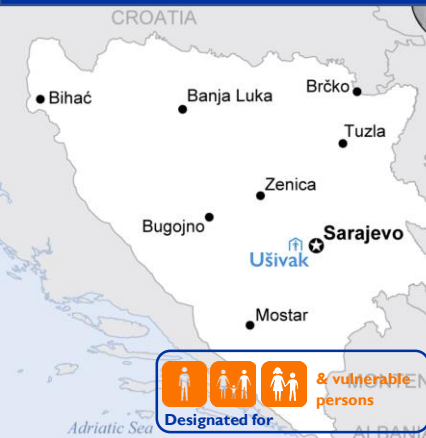 CROATIA
Bihać
Banja Luka
Brčko
Tuzla
Zenica
Bugojno
Sarajevo
Ušivak
Mostar
& vulnerable
persons
Designated for
Adriatic Sea